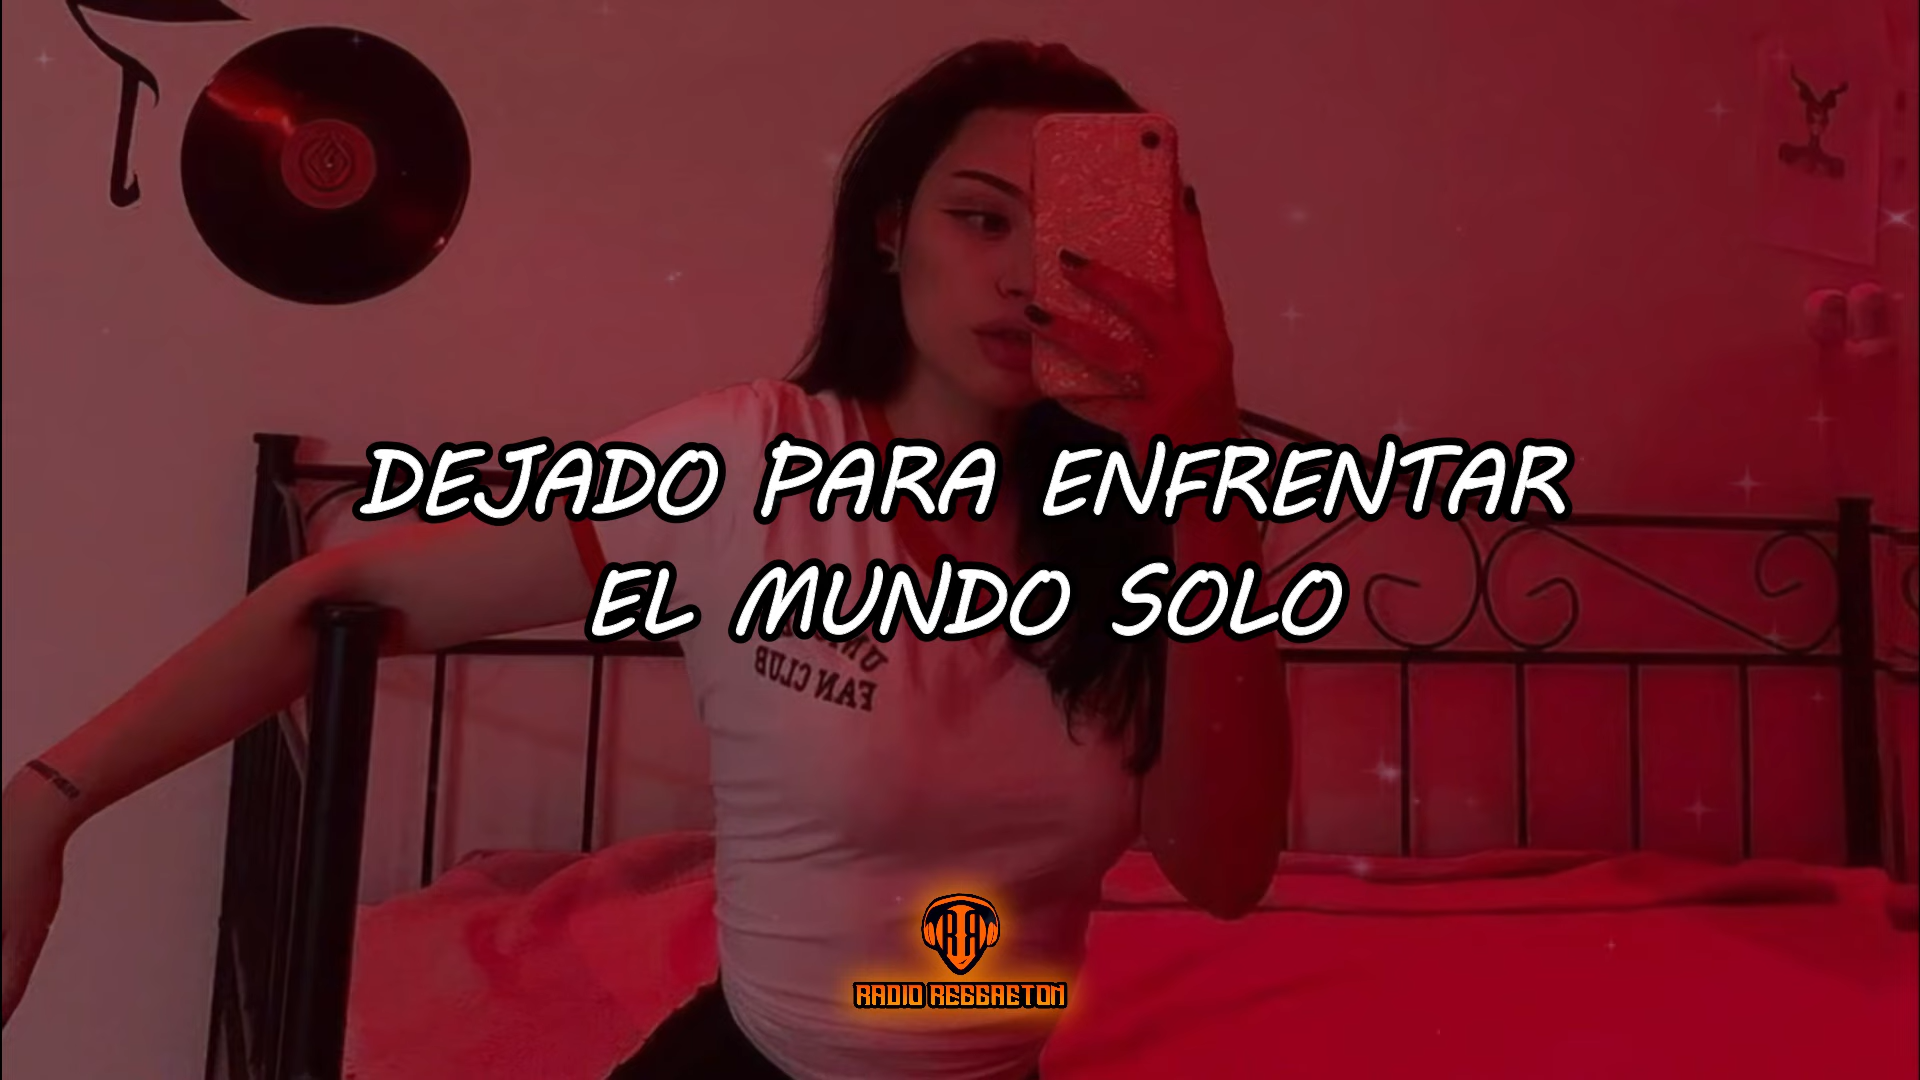 DEJADO PARA ENFRENTAR
EL MUNDO SOLO
FAN CLUB
RADIO REGGAETON